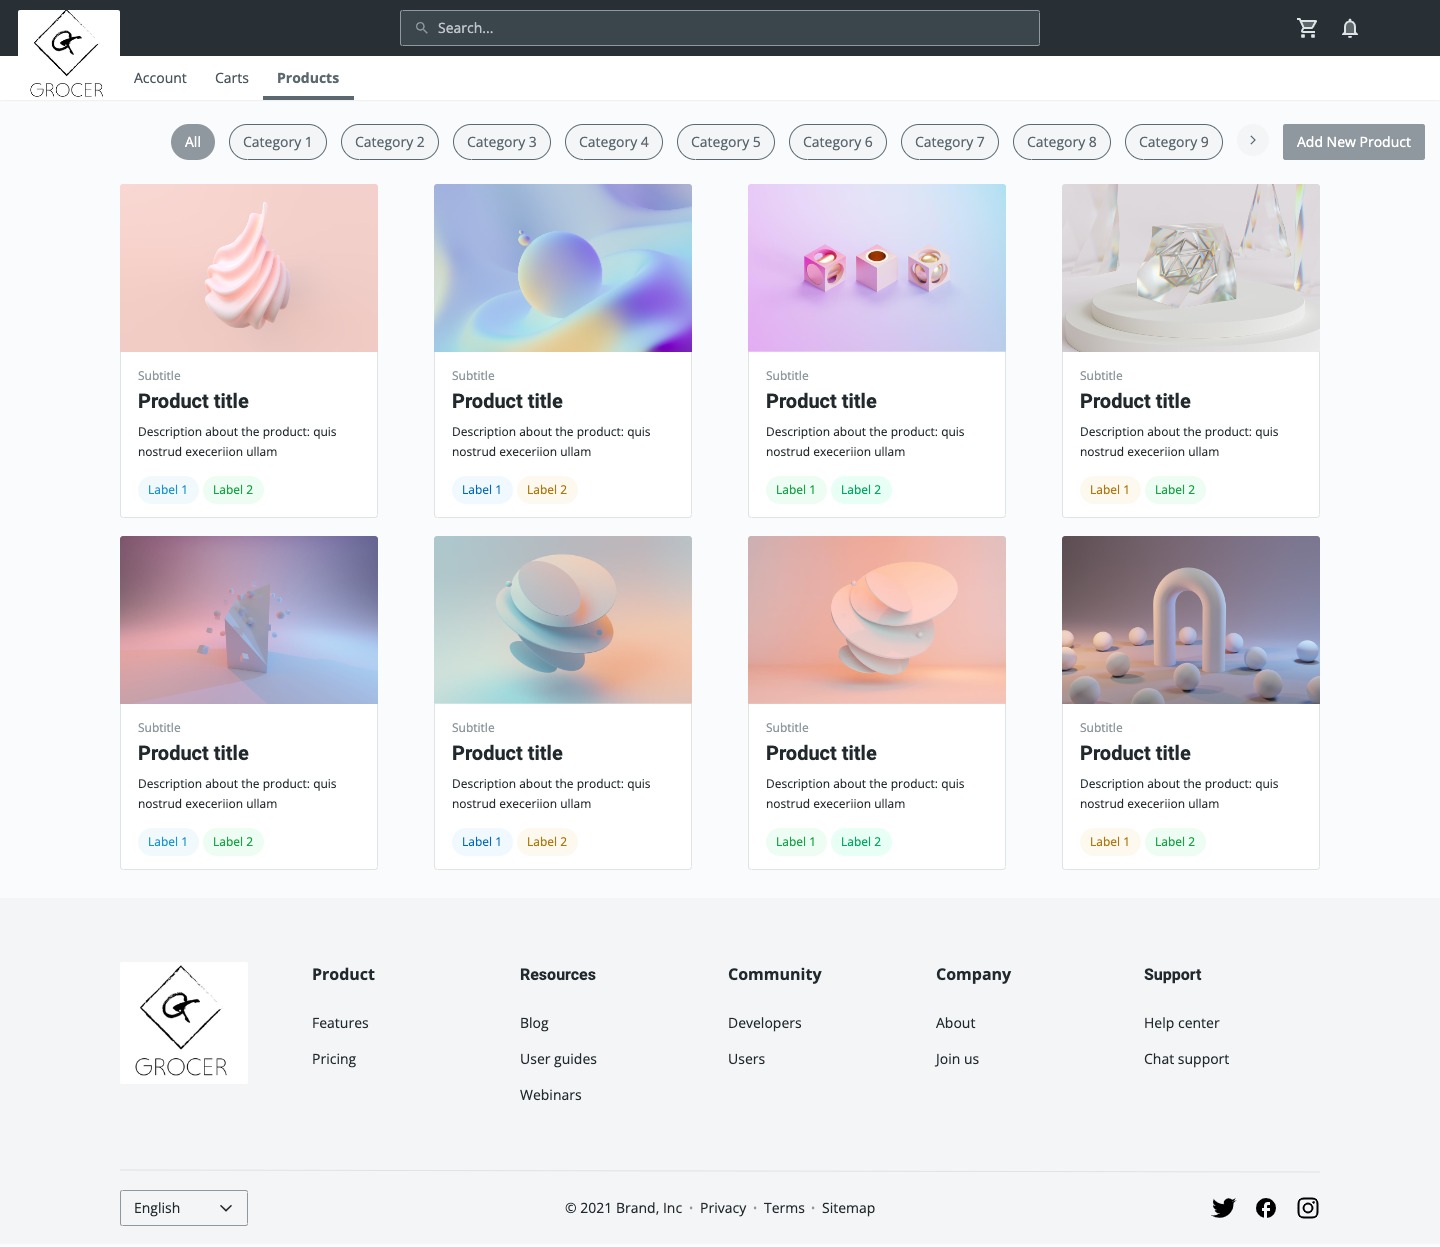 Search...
GROCER
Account Carts Products
All Category 1 Category 2 Category 3 Category 4 Category 5 Category 6 Category 7 Category 8 Category 9 Add New Product
Subtitle
Product title
Description about the product: quis
nostrud execeriion ullam
Label 1 Label 2
Subtitle
Product title
Description about the product: quis
nostrud execeriion ullam
Label 1 Label 2
Subtitle
Product title
Description about the product: quis
nostrud execeriion ullam
Label 1 Label 2
Subtitle
Product title
Description about the product: quis
nostrud execeriion ullam
Label 1 Label 2
Subtitle
Product title
Description about the product: quis
nostrud execeriion ullam
Label 1 Label 2
Subtitle
Product title
Description about the product: quis
nostrud execeriion ullam
Label 1 Label 2
Subtitle
Product title
Description about the product: quis
nostrud execeriion ullam
Label 1 Label 2
Subtitle
Product title
Description about the product: quis
nostrud execeriion ullam
Label 1 Label 2
GROCER
Product
Features
Pricing
Resources
Blog
User guides
Webinars
Community
Developers
Users
Company
About
Join us
Support
Help center
Chat support
English
© 2021 Brand, Inc · Privacy · Terms · Sitemap